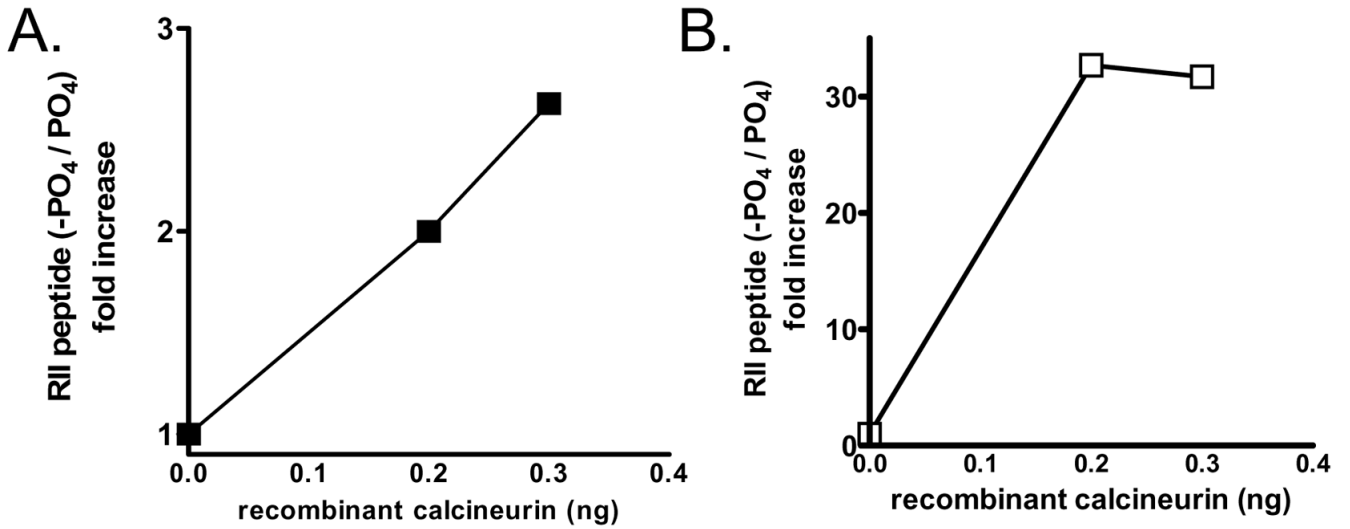 A.
RII peptide (-PO4 / PO4)
fold increase
3
2
1
0.0 0.1 0.2 0.3 0.4
recombinant calcineurin (ng)
B.
RII peptide (-PO4 / PO4)
fold increase
30
20
10
0
0.0 0.1 0.2 0.3 0.4
recombinant calcineurin (ng)